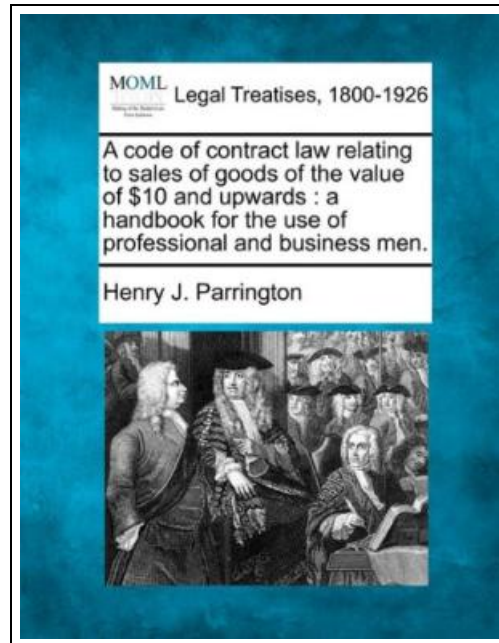 MOML
Legal Treatises, 1800-1926
A code of contract law relating
to sales of goods of the value
of $10 and upwards : a
handbook for the use of
professional and business men.
Henry J. Parrington